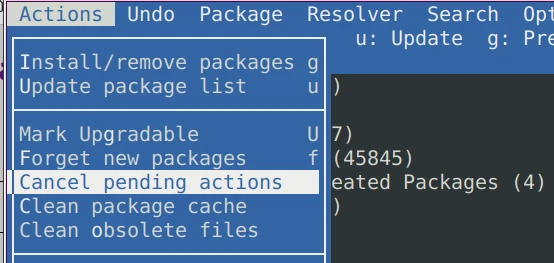 Actions Undo Package Resolver Search Opt
u: Update g: Pre
Install/remove packages g
Update package list u )
Mark Upgradable U 7)
Forget new packages f (45845)
Cancel pending actions eated Packages (4)
Clean package cache )
Clean obsolete files